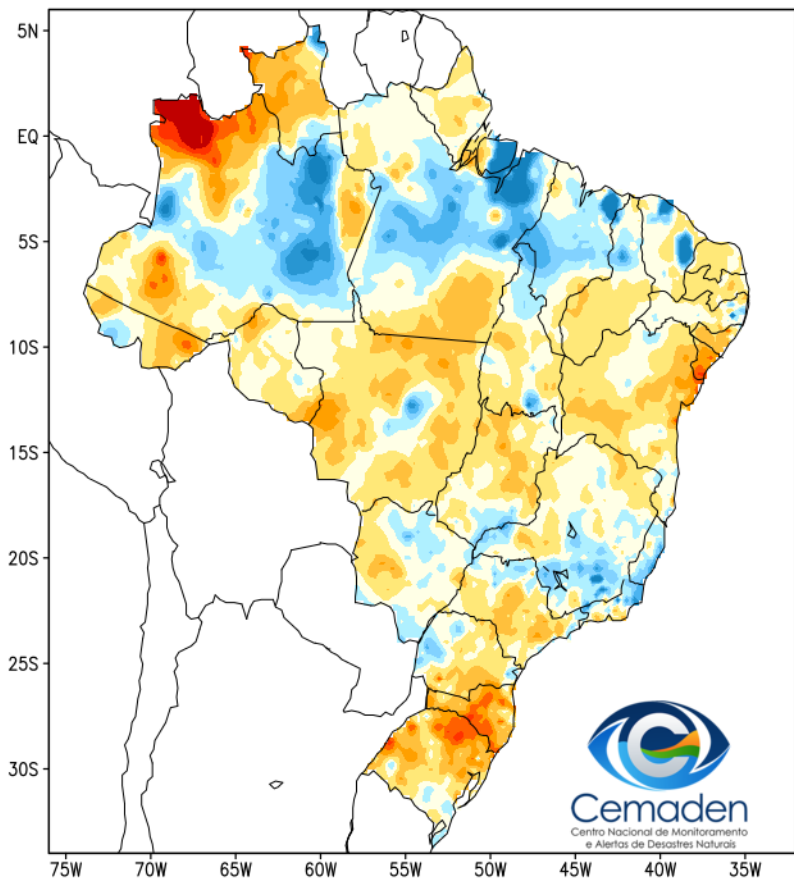 5N
EQ
5S
10S
15S
20S
25S
30S
75W 70W 65W 60W 55W 50W 45W 40W 35W
Cemaden
Centro Nacional de Monitoramento
e Alertas de Desastres Naturais